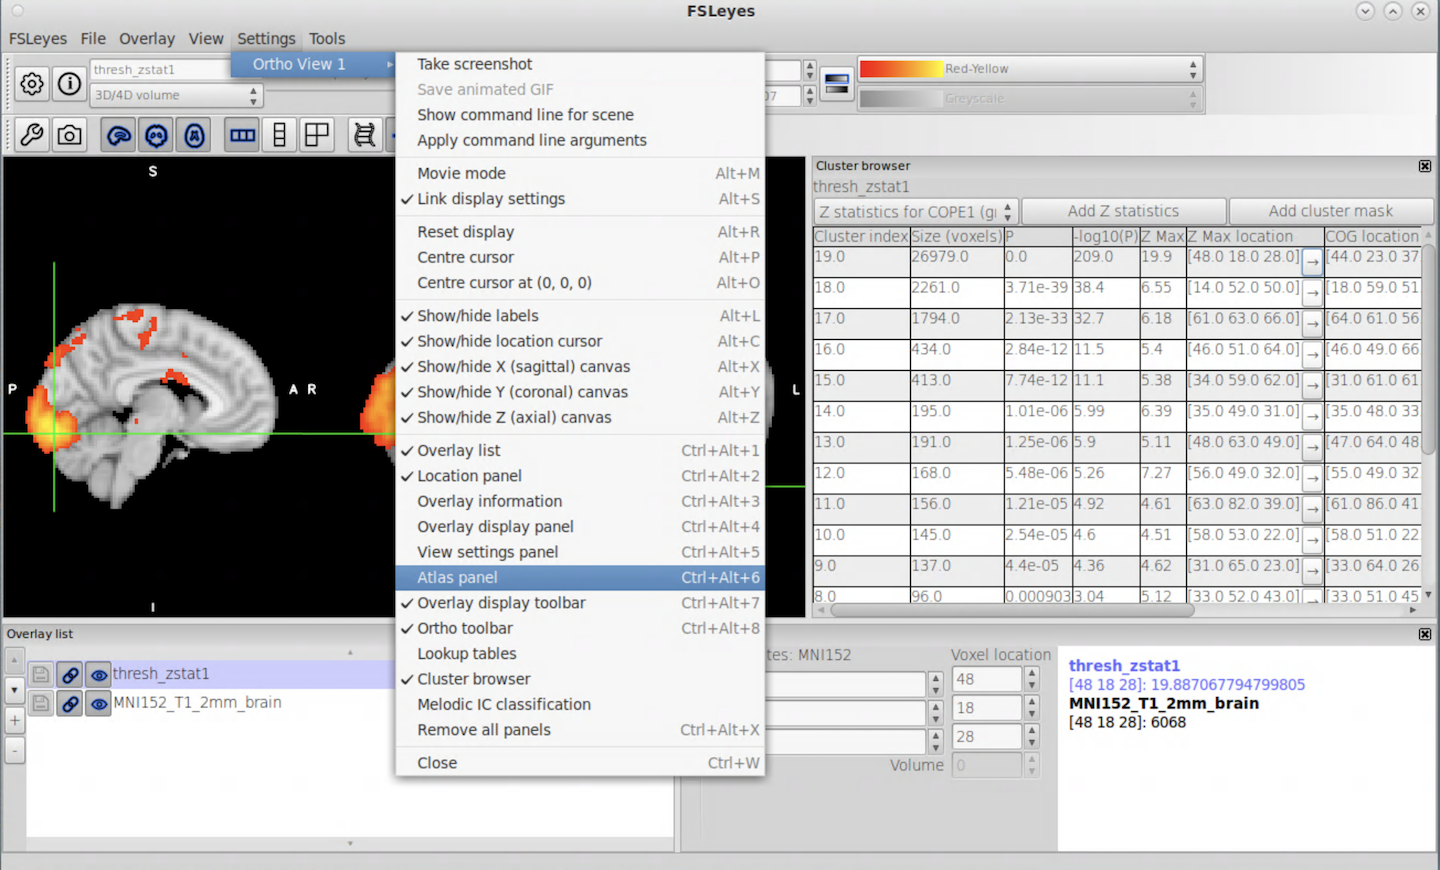 FSLeyes
FSLeyes File Overlay View Settings Tools
Ortho View 1
thresh_zstat1
3D/4D volume
07
Red-Yellow
Greyscale
Take screenshot
Save animated GIF
Show command line for scene
Apply command line arguments
Movie mode Alt+M
✓ Link display settings Alt+S
Reset display Alt+R
Centre cursor Alt+P
Centre cursor at (0, 0, 0) Alt+O
✓ Show/hide labels Alt+L
✓ Show/hide location cursor Alt+C
✓ Show/hide X (sagittal) canvas Alt+X
✓ Show/hide Y (coronal) canvas Alt+Y
✓ Show/hide Z (axial) canvas Alt+Z
✓ Overlay list Ctrl+Alt+1
✓ Location panel Ctrl+Alt+2
Overlay information Ctrl+Alt+3
Overlay display panel Ctrl+Alt+4
View settings panel Ctrl+Alt+5
Atlas panel Ctrl+Alt+6
✓ Overlay display toolbar Ctrl+Alt+7
✓ Ortho toolbar Ctrl+Alt+8
Lookup tables
✓ Cluster browser
Melodic IC classification
Remove all panels Ctrl+Alt+X
Close Ctrl+W
S
P
A R
L
I
Cluster browser
thresh_zstat1
Z statistics for COPE1 Add Z statistics Add cluster mask
Cluster index Size (voxels) P -log10(P) Z Max Z Max location COG location
19.0 26979.0 0.0 209.0 19.9 [48.0 18.0 28.0] → [44.0 23.0 37
18.0 2261.0 3.71e-39 38.4 6.55 [14.0 52.0 50.0] → [18.0 59.0 51
17.0 1794.0 2.13e-33 32.7 6.18 [61.0 63.0 66.0] → [64.0 61.0 56
16.0 434.0 2.84e-12 11.5 5.4 [46.0 51.0 64.0] → [46.0 49.0 66
15.0 413.0 7.74e-12 11.1 5.38 [34.0 59.0 62.0] → [31.0 61.0 61
14.0 195.0 1.01e-06 5.99 6.39 [35.0 49.0 31.0] → [35.0 48.0 33
13.0 191.0 1.25e-06 5.9 5.11 [48.0 63.0 49.0] → [47.0 64.0 48
12.0 168.0 5.48e-06 5.26 7.27 [56.0 49.0 32.0] → [55.0 49.0 32
11.0 156.0 1.21e-05 4.92 4.61 [63.0 82.0 39.0] → [61.0 86.0 41
10.0 145.0 2.54e-05 4.6 4.51 [58.0 53.0 22.0] → [58.0 51.0 22
9.0 137.0 4.4e-05 4.36 4.62 [31.0 65.0 23.0] → [33.0 64.0 26
8.0 96.0 0.000903 3.04 5.12 [33.0 52.0 43.0] → [33.0 51.0 45
Overlay list
thresh_zstat1
MNI152_T1_2mm_brain
tes: MNI152 Voxel location
48
18
28
Volume 0
thresh_zstat1
[48 18 28]: 19.887067794799805
MNI152_T1_2mm_brain
[48 18 28]: 6068